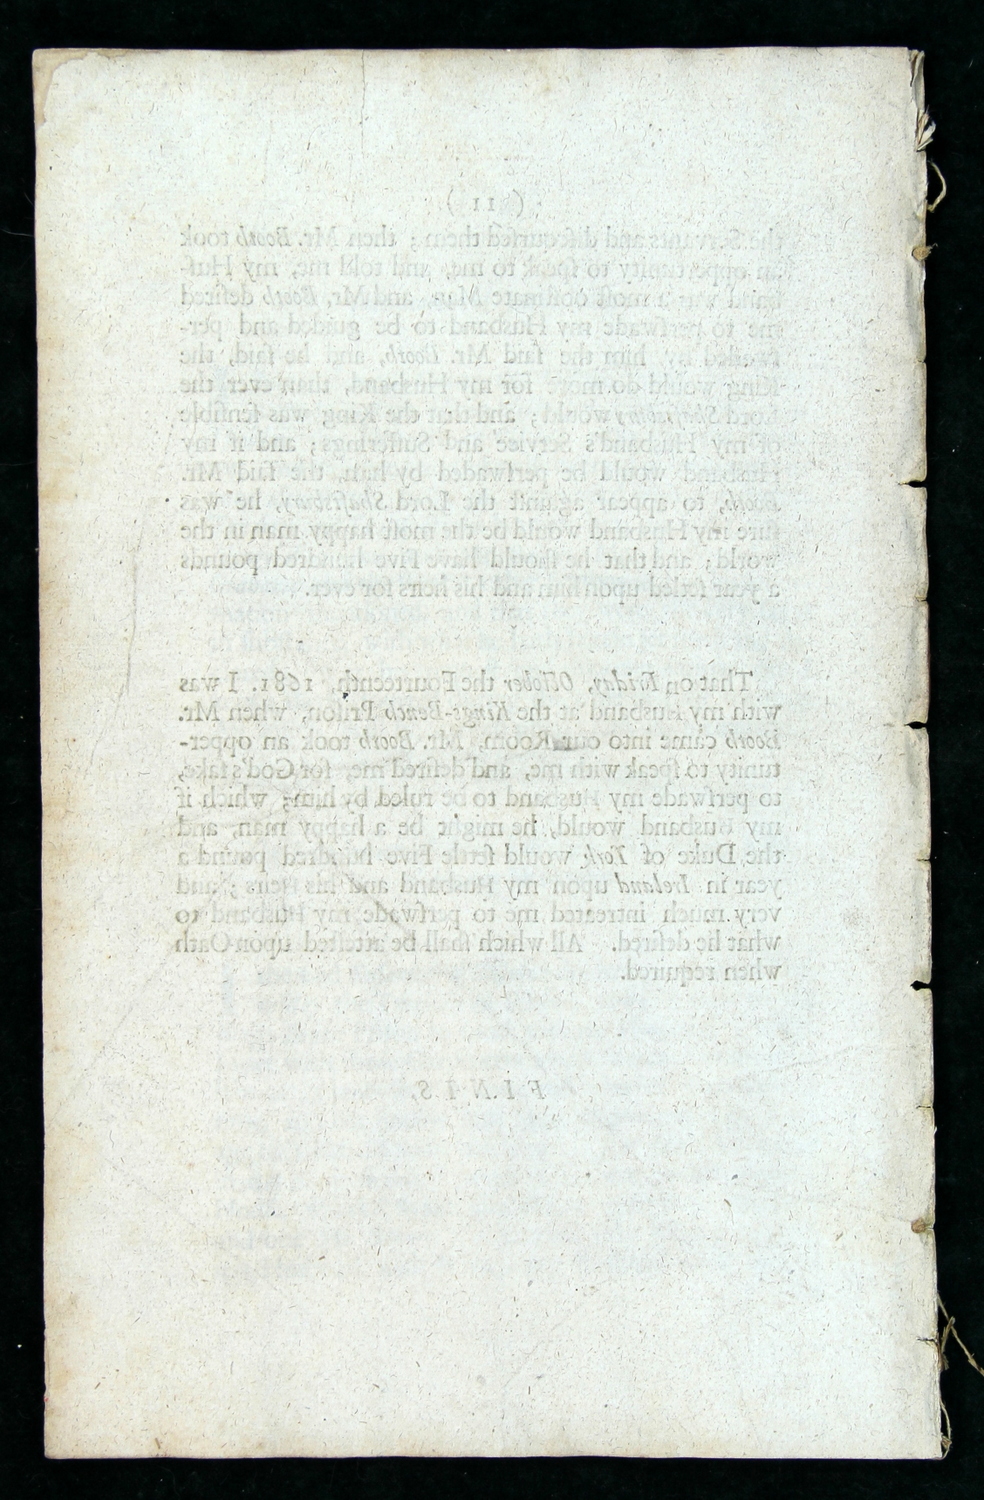 ( 11 )
the Servants and disgusted them; then Mr. Booth took
an opportunity to speak to me, and told me, my Hus-
band was a most obstinate Man, and Mr. Booth desired
me to perswade my Husband to be guided and per-
swaded by him the said Mr. Booth, and he said, the
King would do more for my Husband, than ever the
Lord Shaftsbury would; and that the King was sensible
of my Husband's Service and Sufferings; and if my
Husband would be perswaded by him, the said Mr.
Booth, to appear against the Lord Shaftsbury, he was
sure my Husband would be the most happy man in the
world; and that he should have Five hundred pounds
a year setled upon him and his heirs for ever.
That on Friday, October the Fourteenth, 1681. I was
with my Husband at the Kings-Bench Prison, when Mr.
Booth came into our Room, Mr. Booth took an opper-
tunity to speak with me, and desired me, for God's sake,
to perswade my Husband to be ruled by him; which if
my Husband would, he might be a happy man, and
the Duke of York would settle Five hundred pound a
year in Ireland upon my Husband and his Heirs; and
very much intreated me to perswade my Husband to
what he desired. All which shall be attested upon Oath
when required.
F I N I S.